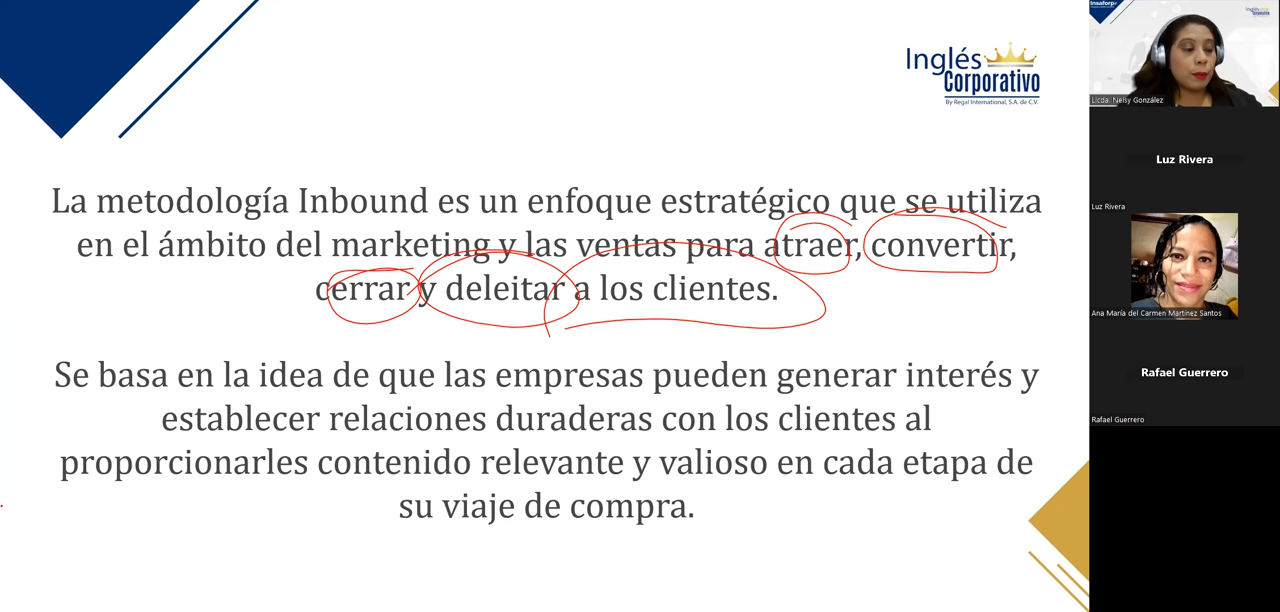 Inglés
Corporativo
By Regal International, S.A. de C.V.
La metodología Inbound es un enfoque estratégico que se utiliza
en el ámbito del marketing y las ventas para atraer, convertir,
cerrar y deleitar a los clientes.
Se basa en la idea de que las empresas pueden generar interés y
establecer relaciones duraderas con los clientes al
proporcionarles contenido relevante y valioso en cada etapa de
su viaje de compra.
Insaforp
Inglés
Corporativo
Licda. Nelsy González
Luz Rivera
Luz Rivera
Ana María del Carmen Martínez Santos
Rafael Guerrero
Rafael Guerrero